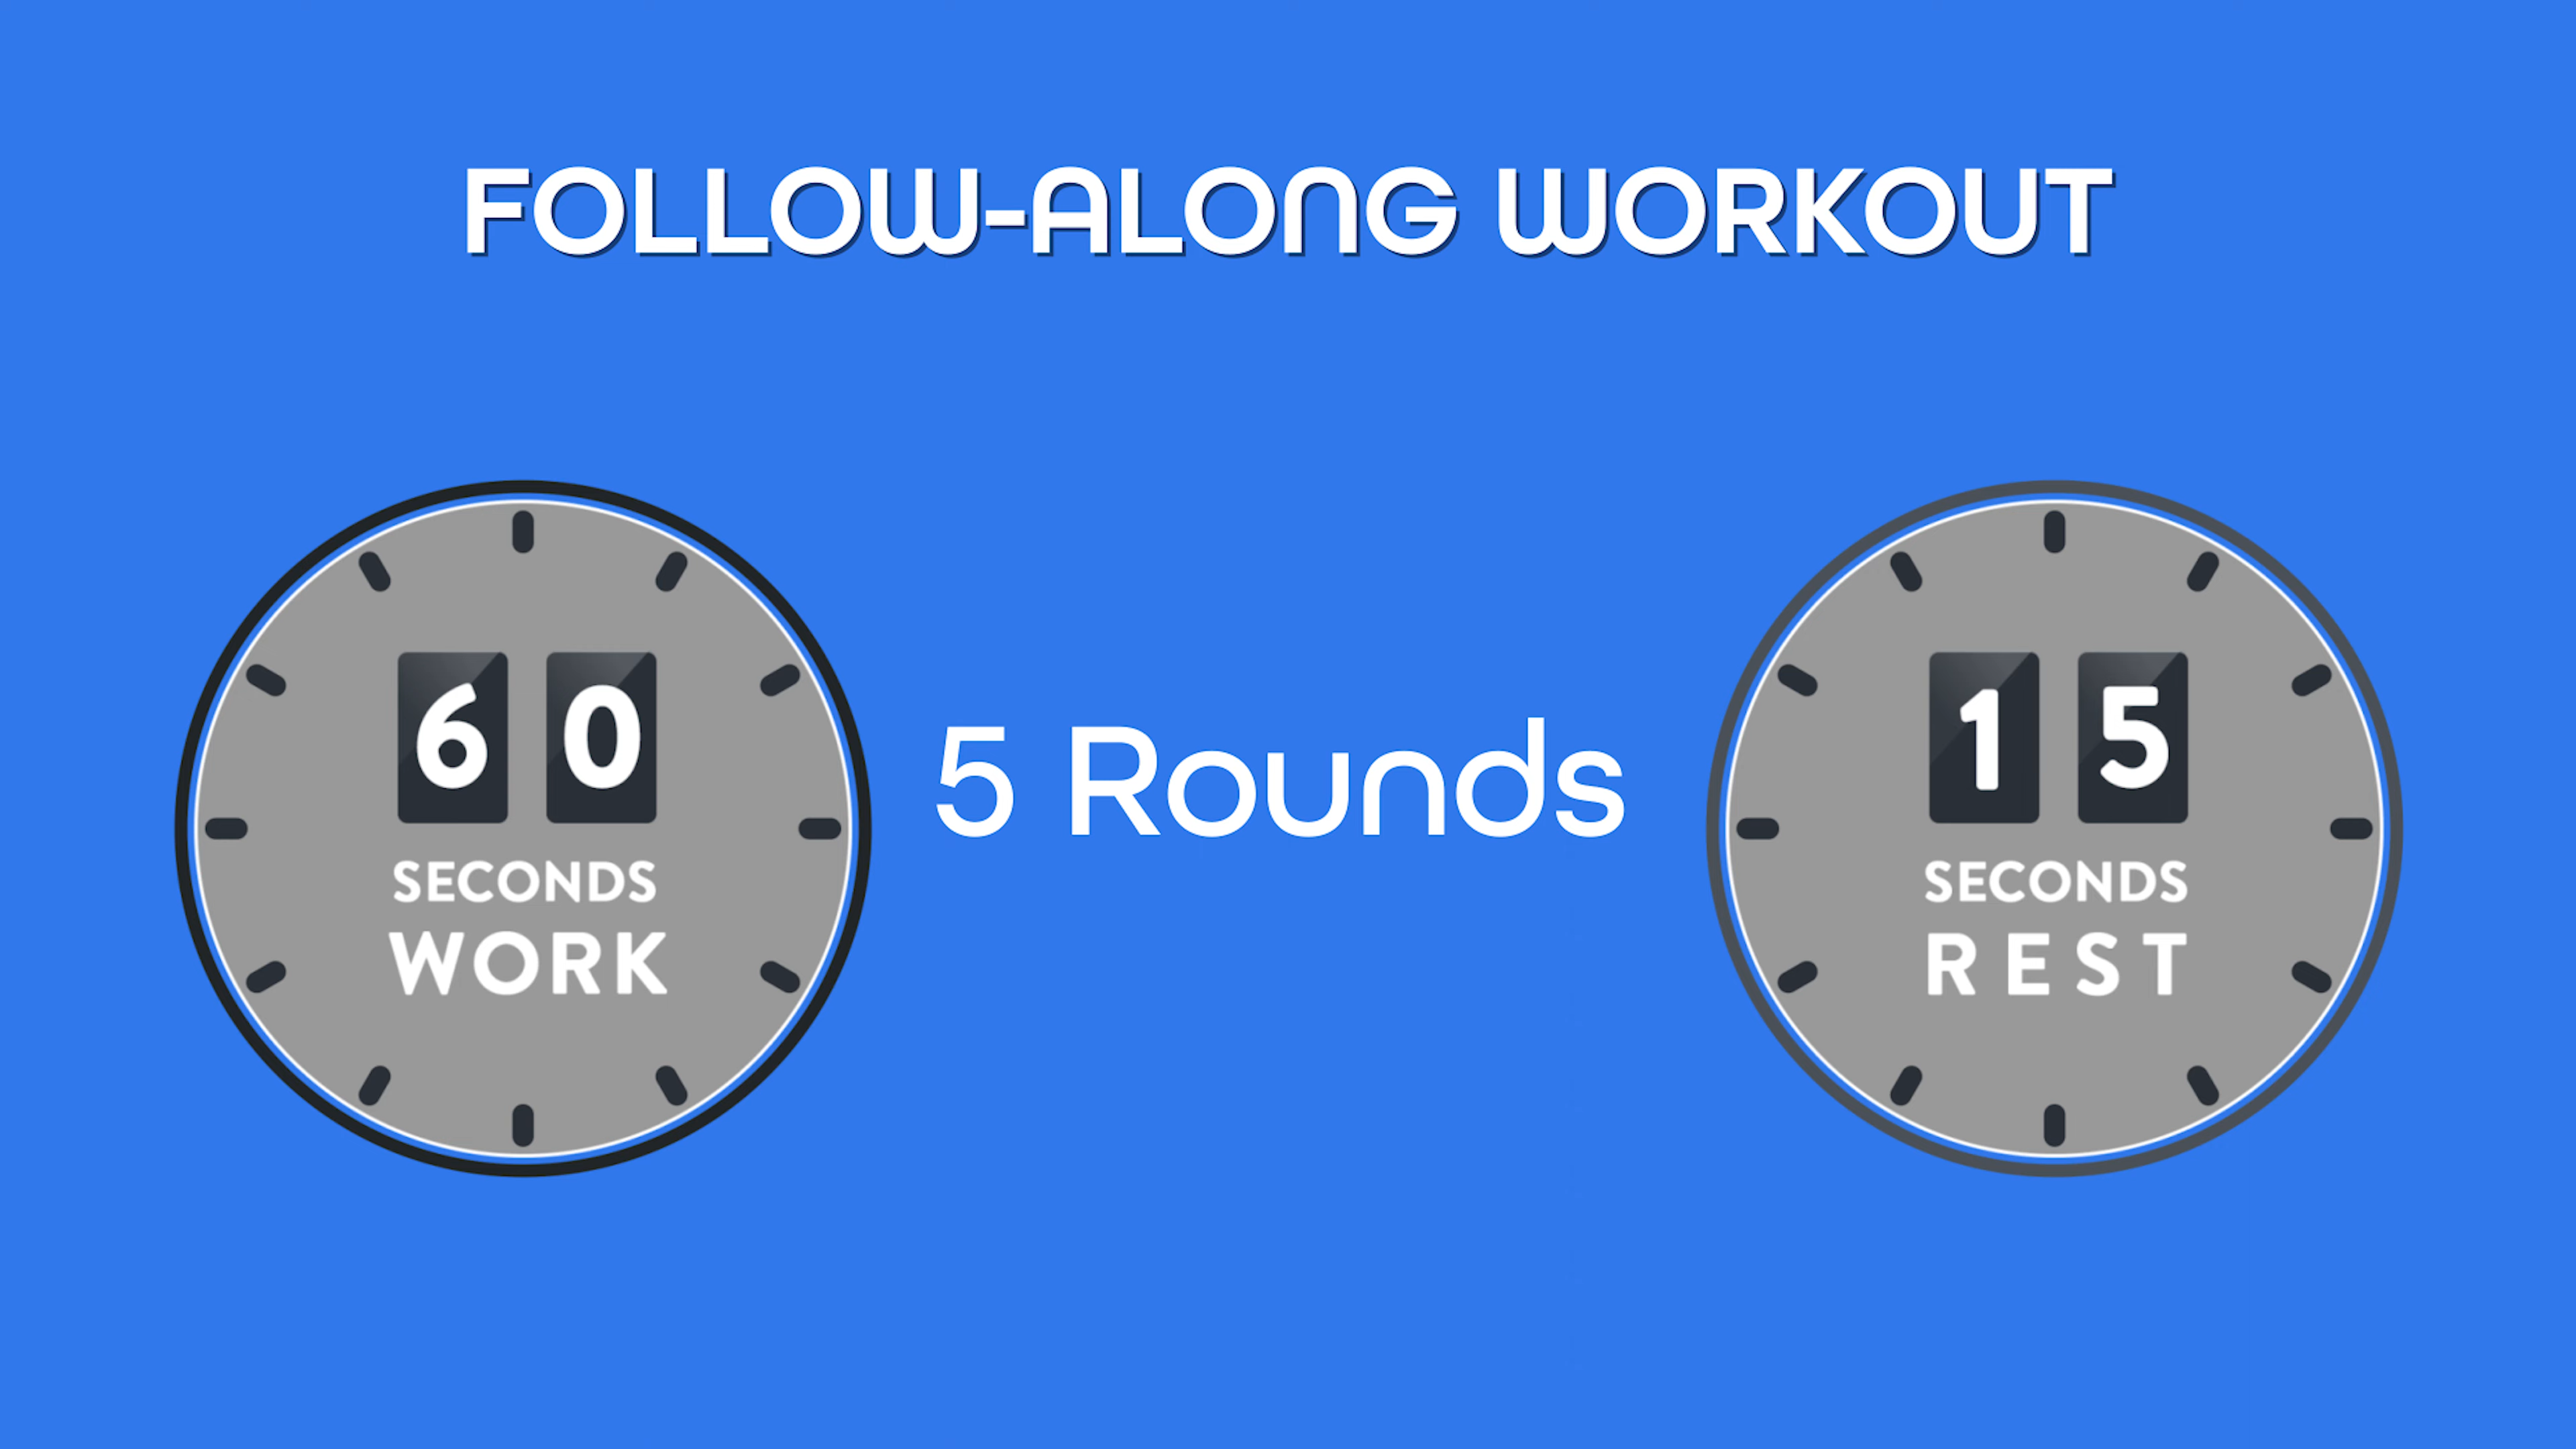 FOLLOW-ALONG WORKOUT
60
SECONDS
WORK
5 Rounds
15
SECONDS
REST